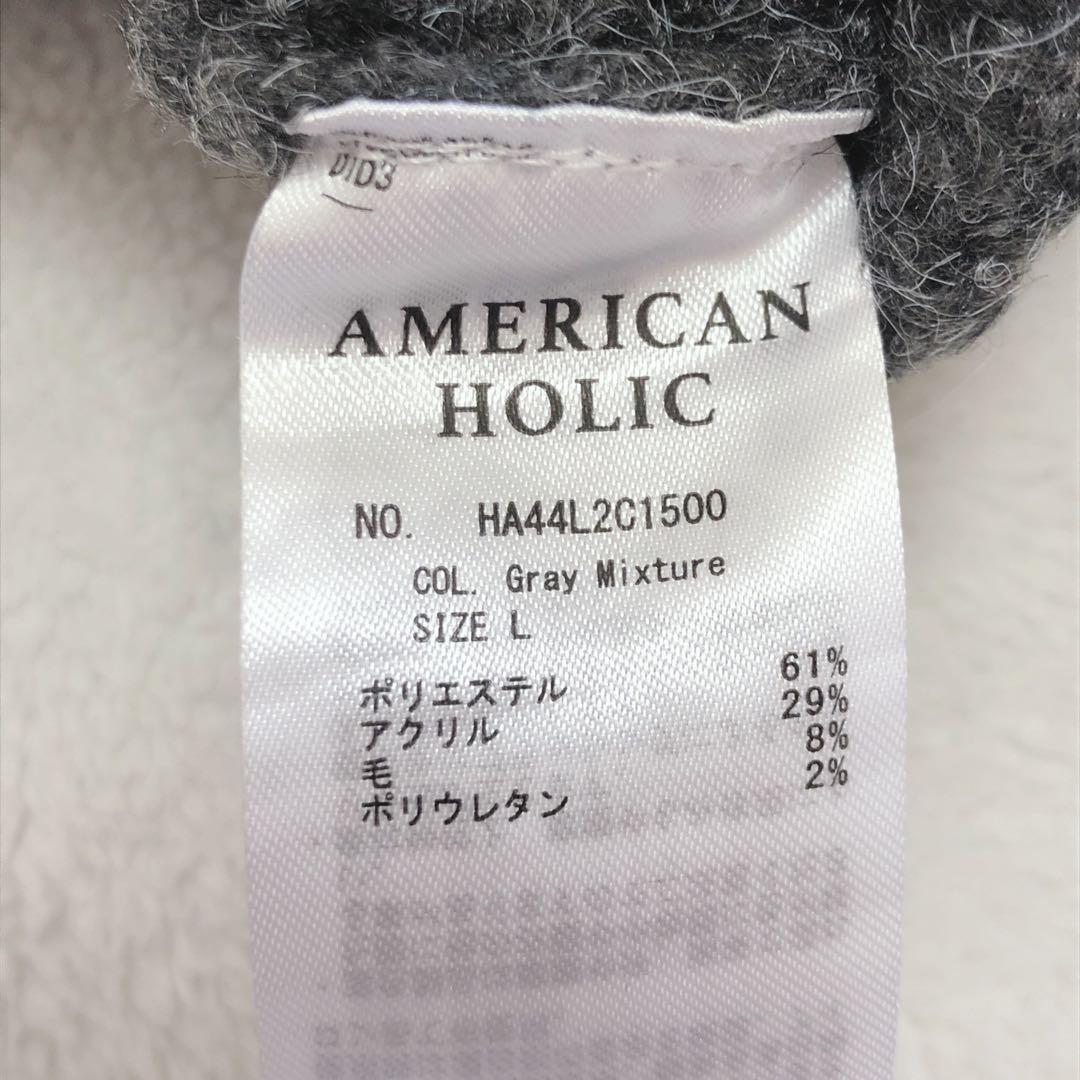 D1D3
AMERICAN
HOLIC
NO. HA44L2C1500
COL. Gray Mixture
SIZE L
ポリエステル 61%
アクリル 29%
毛 8%
ポリウレタン 2%